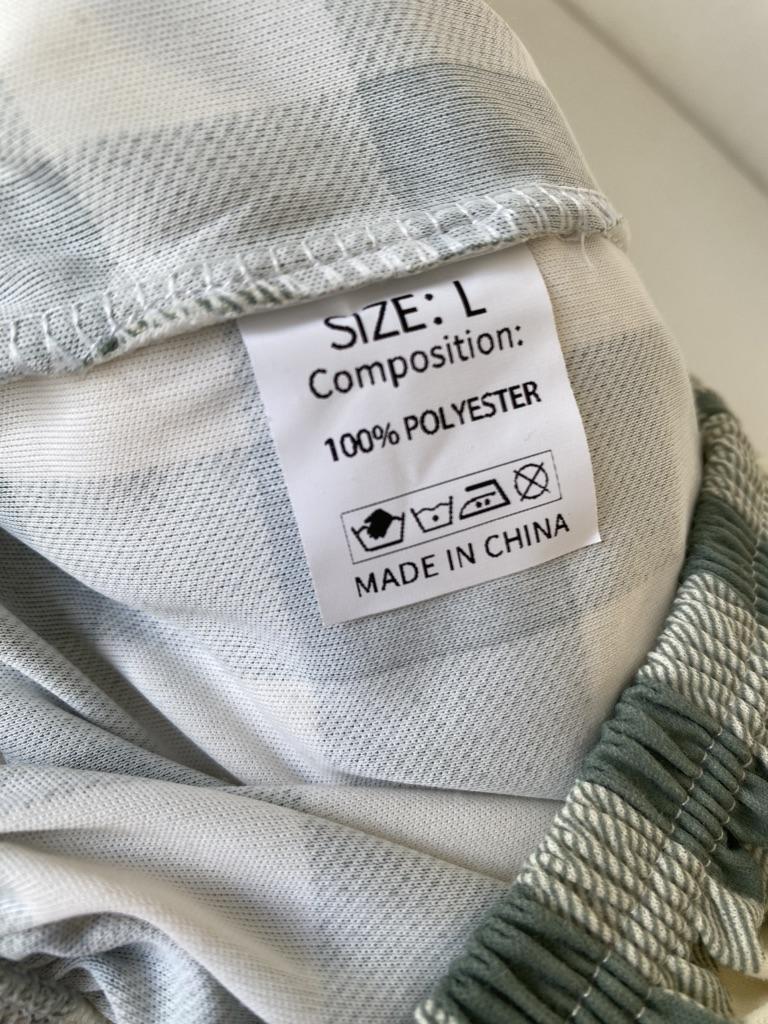 SIZE: L
Composition:
100% POLYESTER
MADE IN CHINA